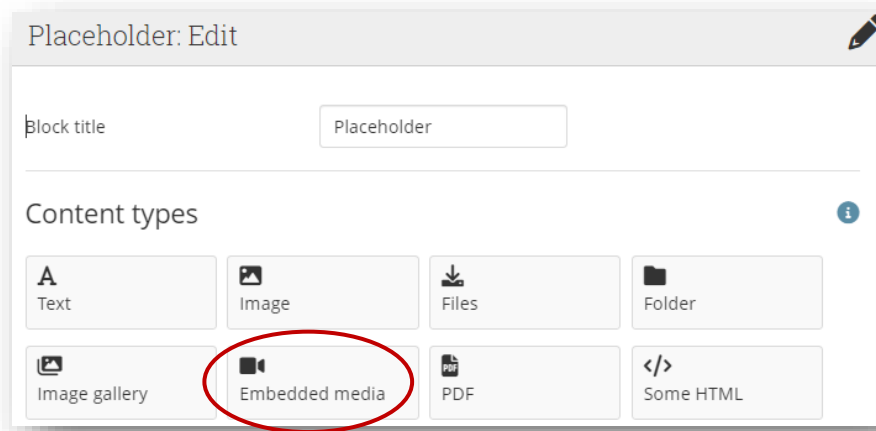 Placeholder: Edit
Block title
Placeholder
Content types
Text
Image
Files
Folder
Image gallery
Embedded media
PDF
Some HTML